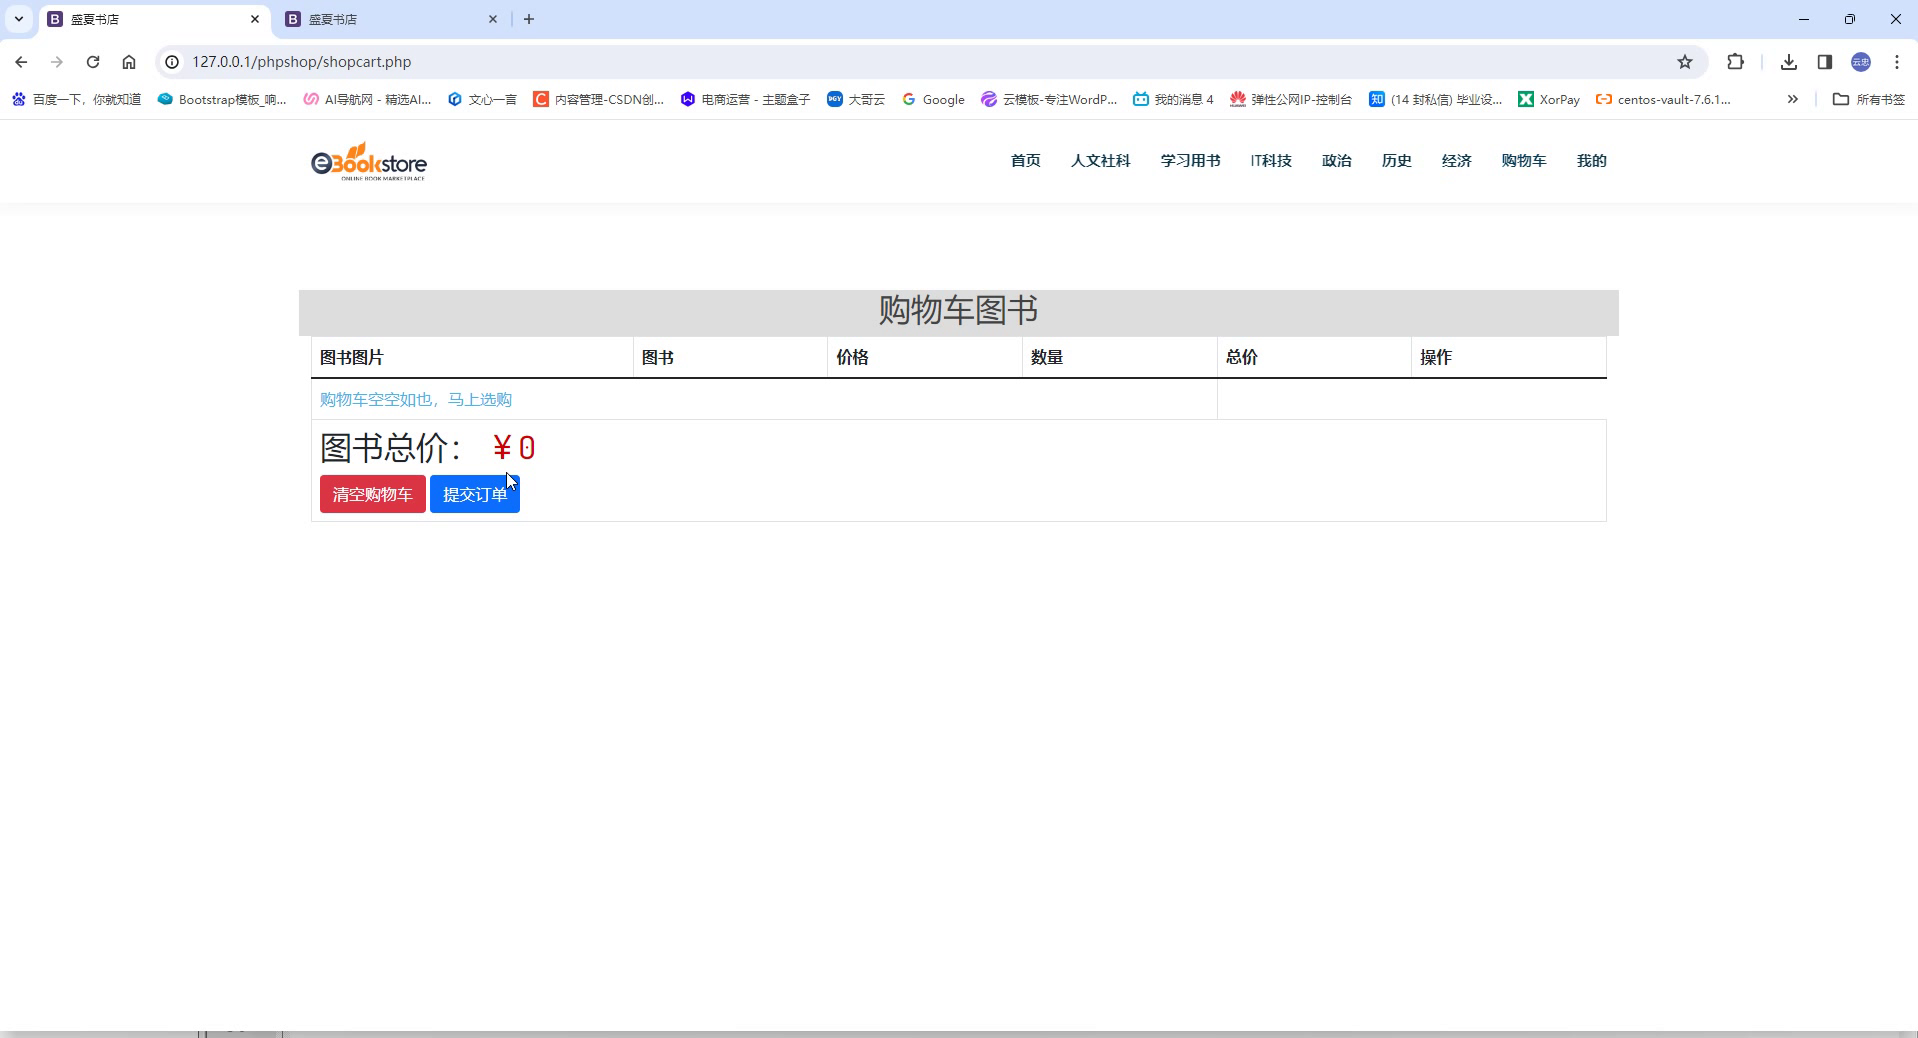 盛夏书店
盛夏书店
127.0.0.1/phpshop/shopcart.php
云忠
百度一下，你就知道
Bootstrap模板_响...
AI导航网 - 精选AI...
文心一言
内容管理-CSDN创...
电商运营 - 主题盒子
大哥云
Google
云模板-专注WordP...
我的消息 4
弹性公网IP-控制台
(14 封私信) 毕业设...
XorPay
centos-vault-7.6.1...
所有书签
eBookstore
ONLINE BOOK MARKETPLACE
首页 人文社科 学习用书 IT科技 政治 历史 经济 购物车 我的
购物车图书
图书图片 图书 价格 数量 总价 操作
购物车空空如也，马上选购
图书总价： ￥0
清空购物车 提交订单